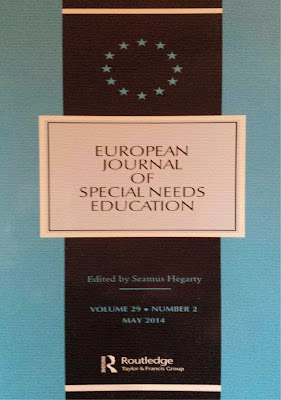 EUROPEAN
JOURNAL
OF
SPECIAL NEEDS
EDUCATION
Edited by Seamus Hegarty
VOLUME 29 • NUMBER 2
MAY 2014
R Routledge
Taylor & Francis Group